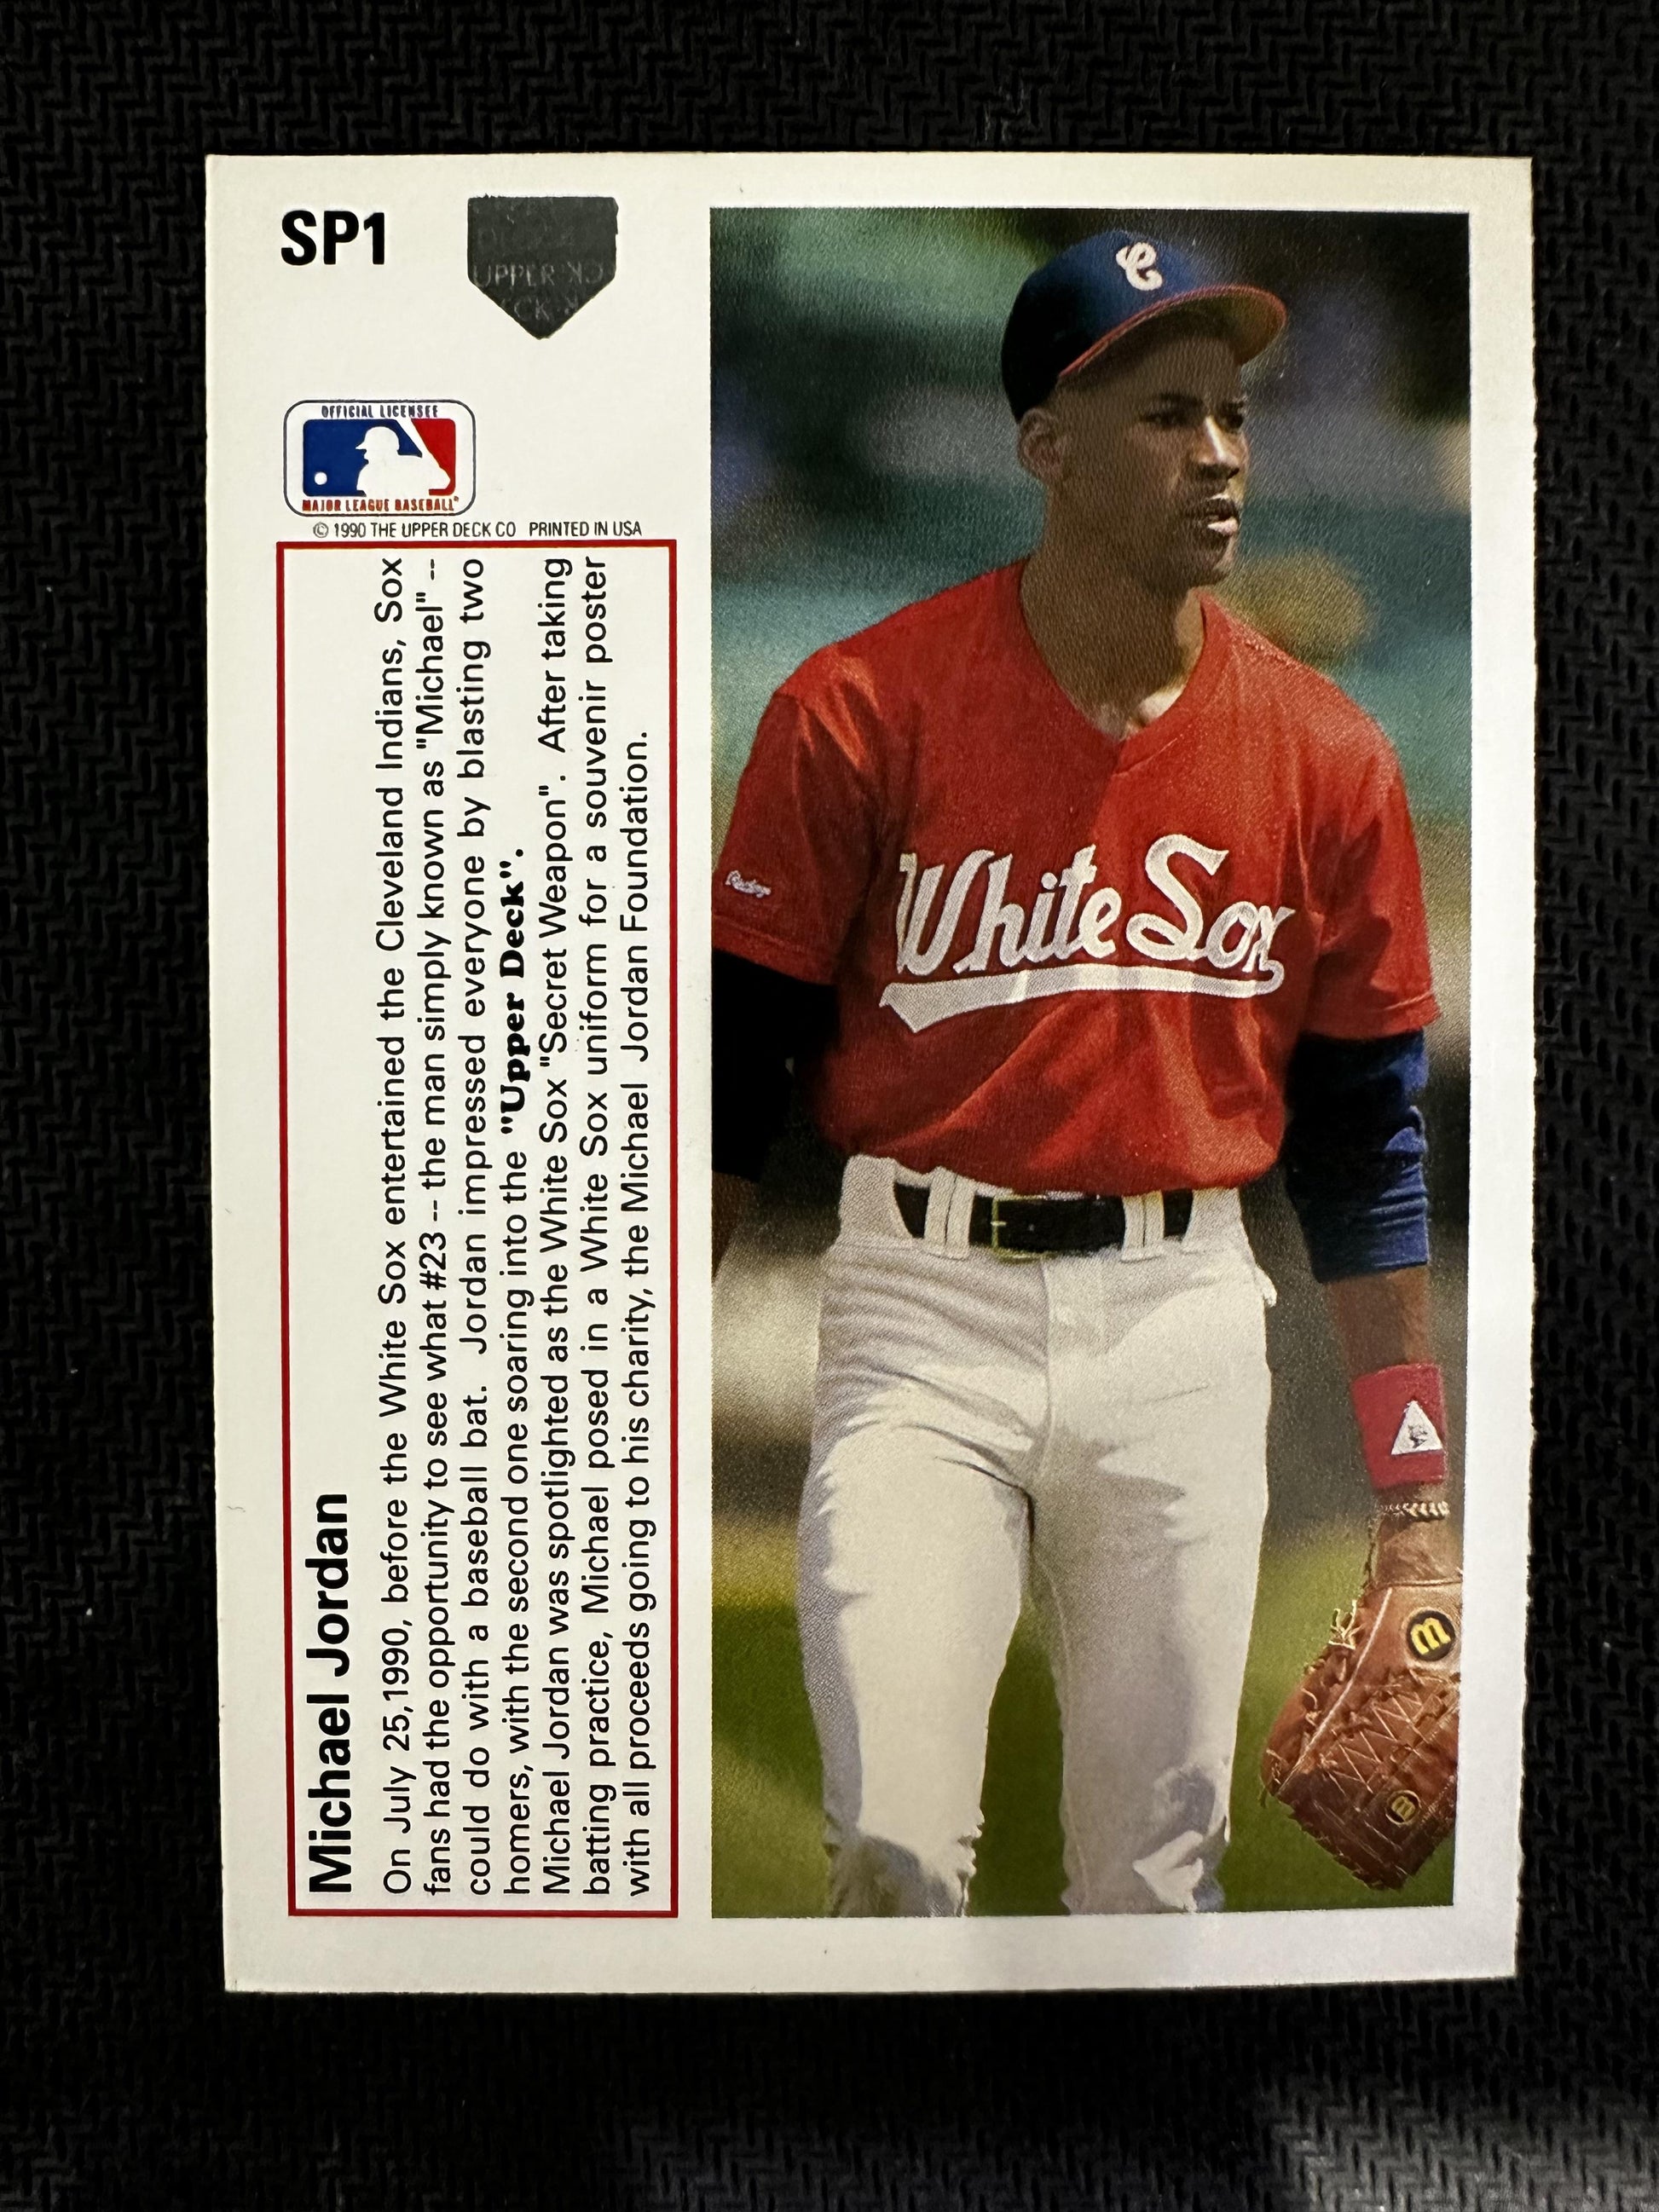 SP1
UPPER
OFFICIAL LICENSEE
MAJOR LEAGUE BASEBALL
© 1990 THE UPPER DECK CO PRINTED IN USA
Michael Jordan
On July 25,1990, before the White Sox entertained the Cleveland Indians, Sox
fans had the opportunity to see what #23 -- the man simply known as "Michael" --
could do with a baseball bat. Jordan impressed everyone by blasting two
homers, with the second one soaring into the "Upper Deck".
Michael Jordan was spotlighted as the White Sox "Secret Weapon". After taking
batting practice, Michael posed in a White Sox uniform for a souvenir poster
with all proceeds going to his charity, the Michael Jordan Foundation.
C
Rawlings
White Sox